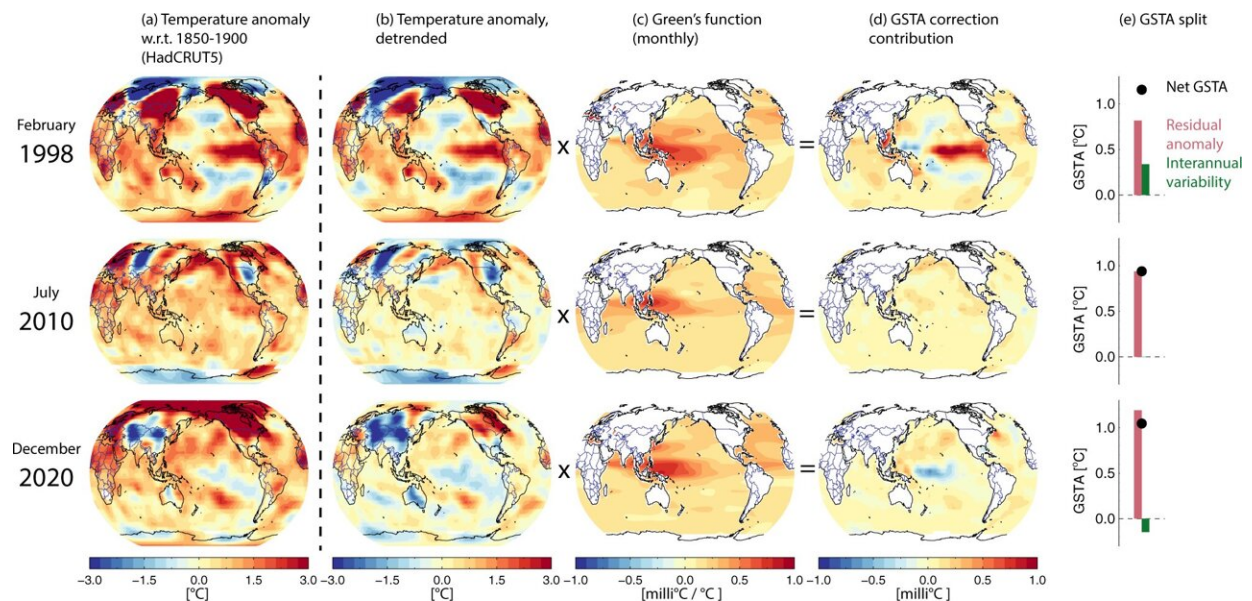 (a) Temperature anomaly
w.r.t. 1850-1900
(HadCRUT5)
(b) Temperature anomaly,
detrended
(c) Green's function
(monthly)
(d) GSTA correction
contribution
(e) GSTA split
February
1998
x
=
GSTA [°C]
1.0
0.5
0.0
Net GSTA
Residual
anomaly
Interannual
variability
July
2010
x
=
GSTA [°C]
1.0
0.5
0.0
December
2020
x
=
GSTA [°C]
1.0
0.5
0.0
-3.0 -1.5 0.0 1.5 3.0
[°C]
-3.0 -1.5 0.0 1.5 3.0
[°C]
-1.0 -0.5 0.0 0.5 1.0
[milli°C / °C]
-1.0 -0.5 0.0 0.5 1.0
[milli°C]